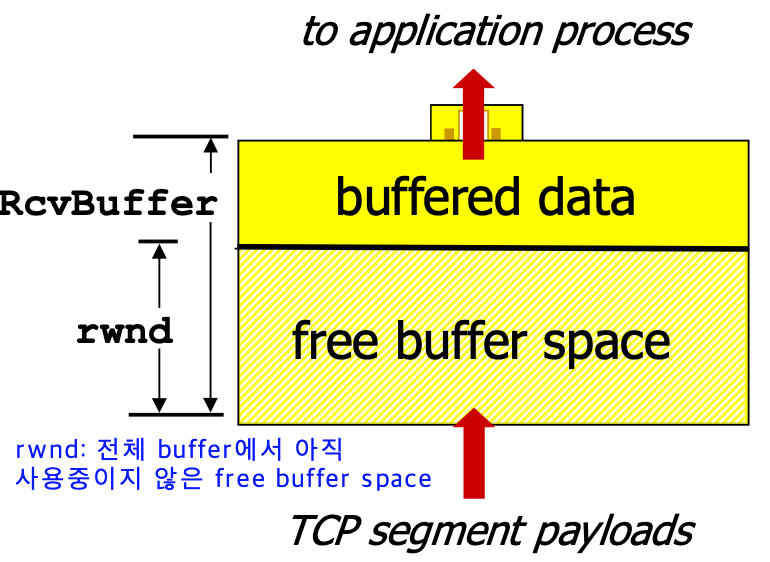 to application process
RcvBuffer
buffered data
rwnd
free buffer space
rwnd: 전체 buffer에서 아직
사용중이지 않은 free buffer space
TCP segment payloads